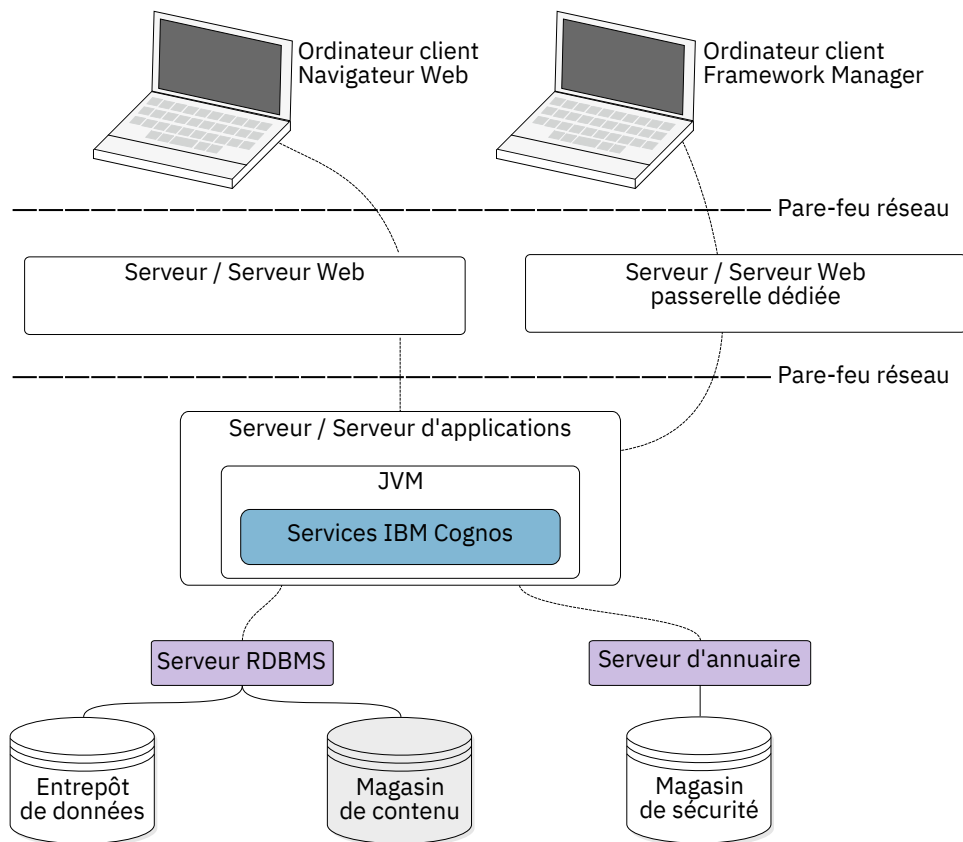 Ordinateur client
Navigateur Web
Ordinateur client
Framework Manager
Pare-feu réseau
Serveur / Serveur Web
Serveur / Serveur Web
passerelle dédiée
Pare-feu réseau
Serveur / Serveur d'applications
JVM
Services IBM Cognos
Serveur RDBMS
Serveur d'annuaire
Entrepôt
de données
Magasin
de contenu
Magasin
de sécurité